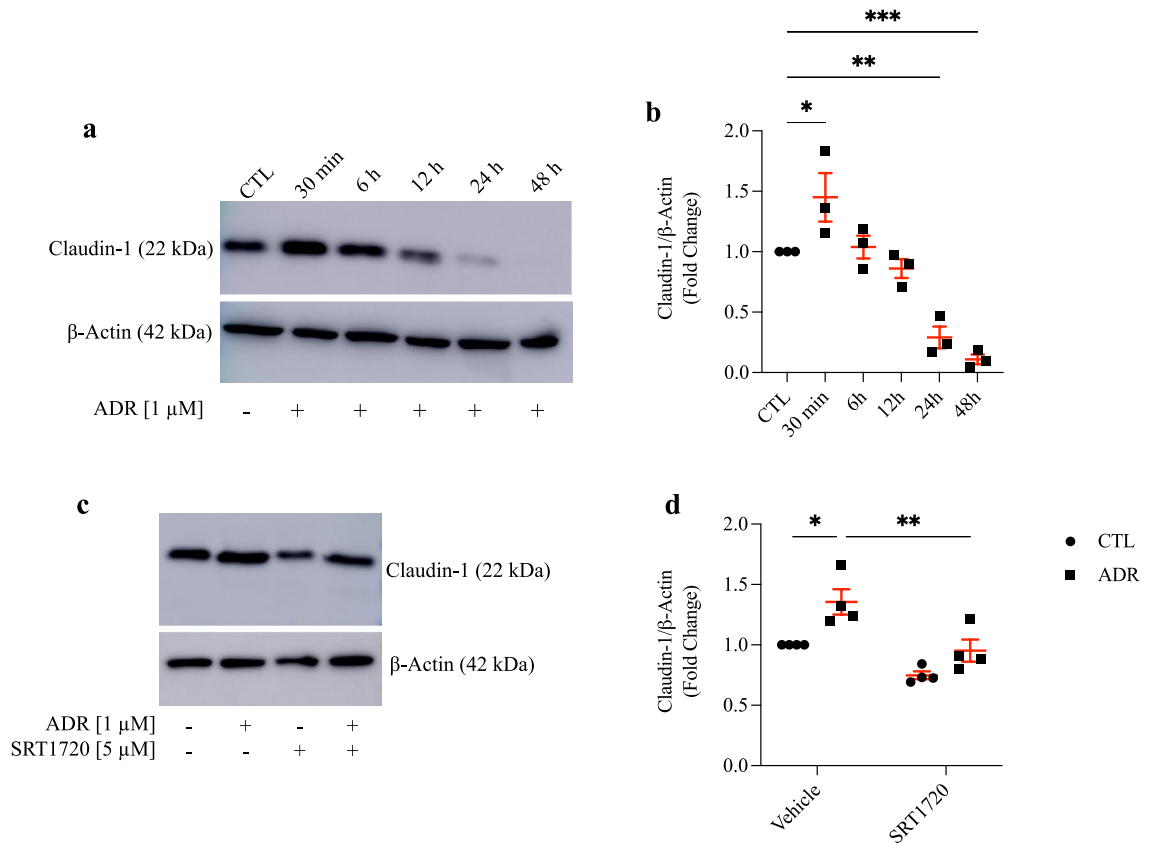 a
CTL 30 min 6 h 12 h 24 h 48 h
Claudin-1 (22 kDa)
β-Actin (42 kDa)
ADR [1 µM] - + + + + +
b
***
**
*
Claudin-1/β-Actin
(Fold Change)
2.0
1.5
1.0
0.5
0.0
CTL 30 min 6h 12h 24h 48h
c
Claudin-1 (22 kDa)
β-Actin (42 kDa)
ADR [1 µM] - + - +
SRT1720 [5 µM] - - + +
d
* **
Claudin-1/β-Actin
(Fold Change)
2.0
1.5
1.0
0.5
0.0
Vehicle SRT1720
CTL
ADR